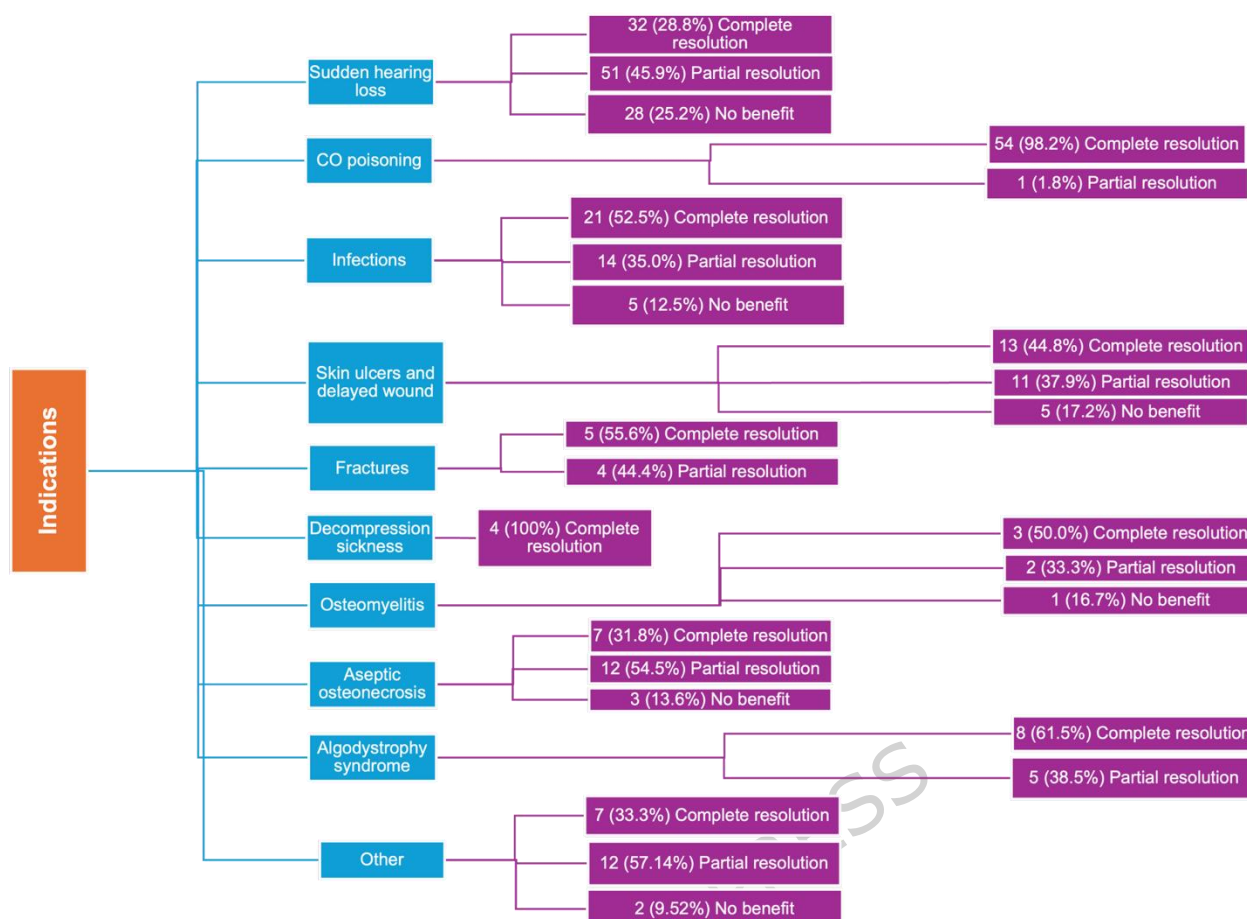 Indications
Sudden hearing
loss
32 (28.8%) Complete
resolution
51 (45.9%) Partial resolution
28 (25.2%) No benefit
CO poisoning
54 (98.2%) Complete resolution
1 (1.8%) Partial resolution
Infections
21 (52.5%) Complete resolution
14 (35.0%) Partial resolution
5 (12.5%) No benefit
Skin ulcers and
delayed wound
13 (44.8%) Complete resolution
11 (37.9%) Partial resolution
5 (17.2%) No benefit
Fractures
5 (55.6%) Complete resolution
4 (44.4%) Partial resolution
Decompression
sickness
4 (100%) Complete
resolution
Osteomyelitis
3 (50.0%) Complete resolution
2 (33.3%) Partial resolution
1 (16.7%) No benefit
Aseptic
osteonecrosis
7 (31.8%) Complete resolution
12 (54.5%) Partial resolution
3 (13.6%) No benefit
Algodystrophy
syndrome
8 (61.5%) Complete resolution
5 (38.5%) Partial resolution
Other
7 (33.3%) Complete resolution
12 (57.14%) Partial resolution
2 (9.52%) No benefit